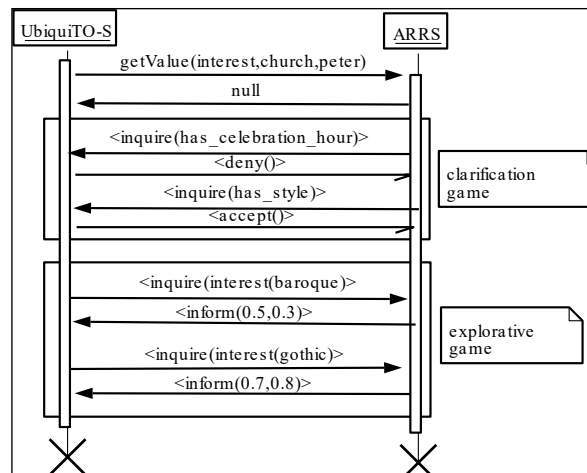 UbiquiTO-S
ARRS
getValue(interest,church,peter)
null
<inquire(has_celebration_hour)>
<deny()>
<inquire(has_style)>
<accept()>
clarification
game
<inquire(interest(baroque)>
<inform(0.5,0.3)>
<inquire(interest(gothic)>
<inform(0.7,0.8)>
explorative
game